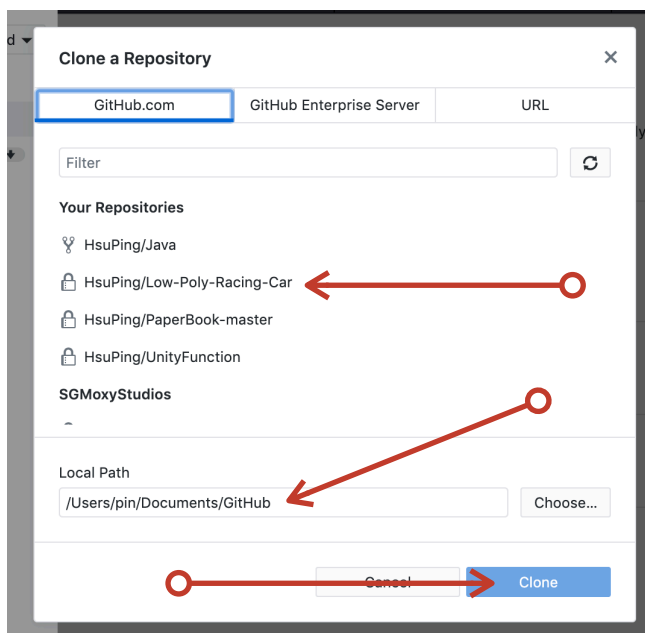 d
Clone a Repository
GitHub.com GitHub Enterprise Server URL
ly
Filter
Your Repositories
HsuPing/Java
HsuPing/Low-Poly-Racing-Car
HsuPing/PaperBook-master
HsuPing/UnityFunction
SGMoxyStudios
Local Path
/Users/pin/Documents/GitHub Choose...
Cancel Clone